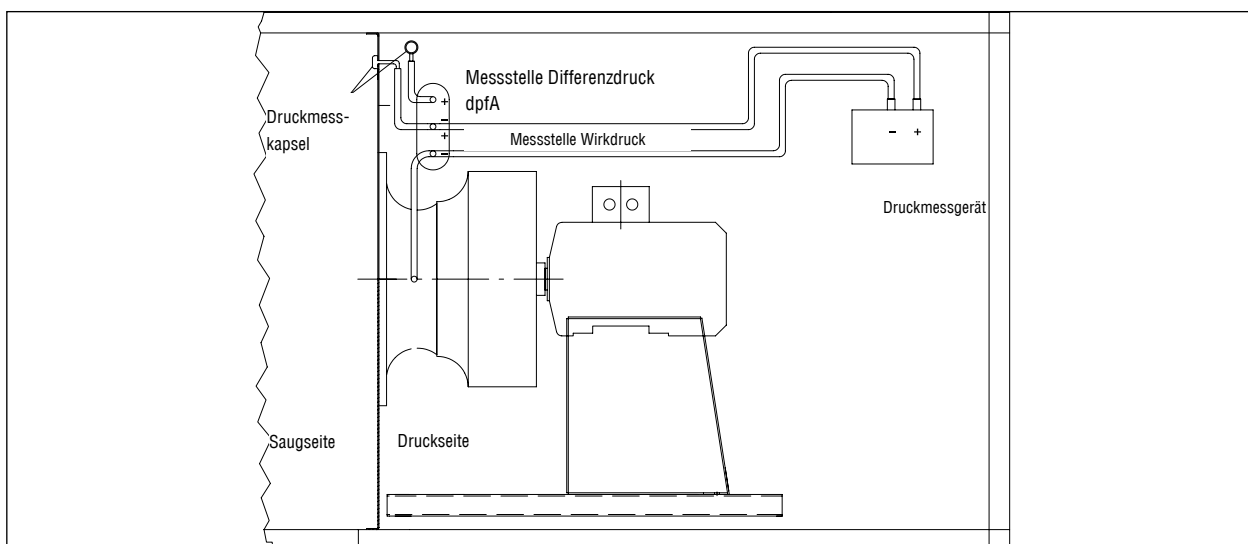 Messstelle Differenzdruck
dpfA
Druckmess-
kapsel
+
−
+
−
Messstelle Wirkdruck
− +
Druckmessgerät
Saugseite
Druckseite